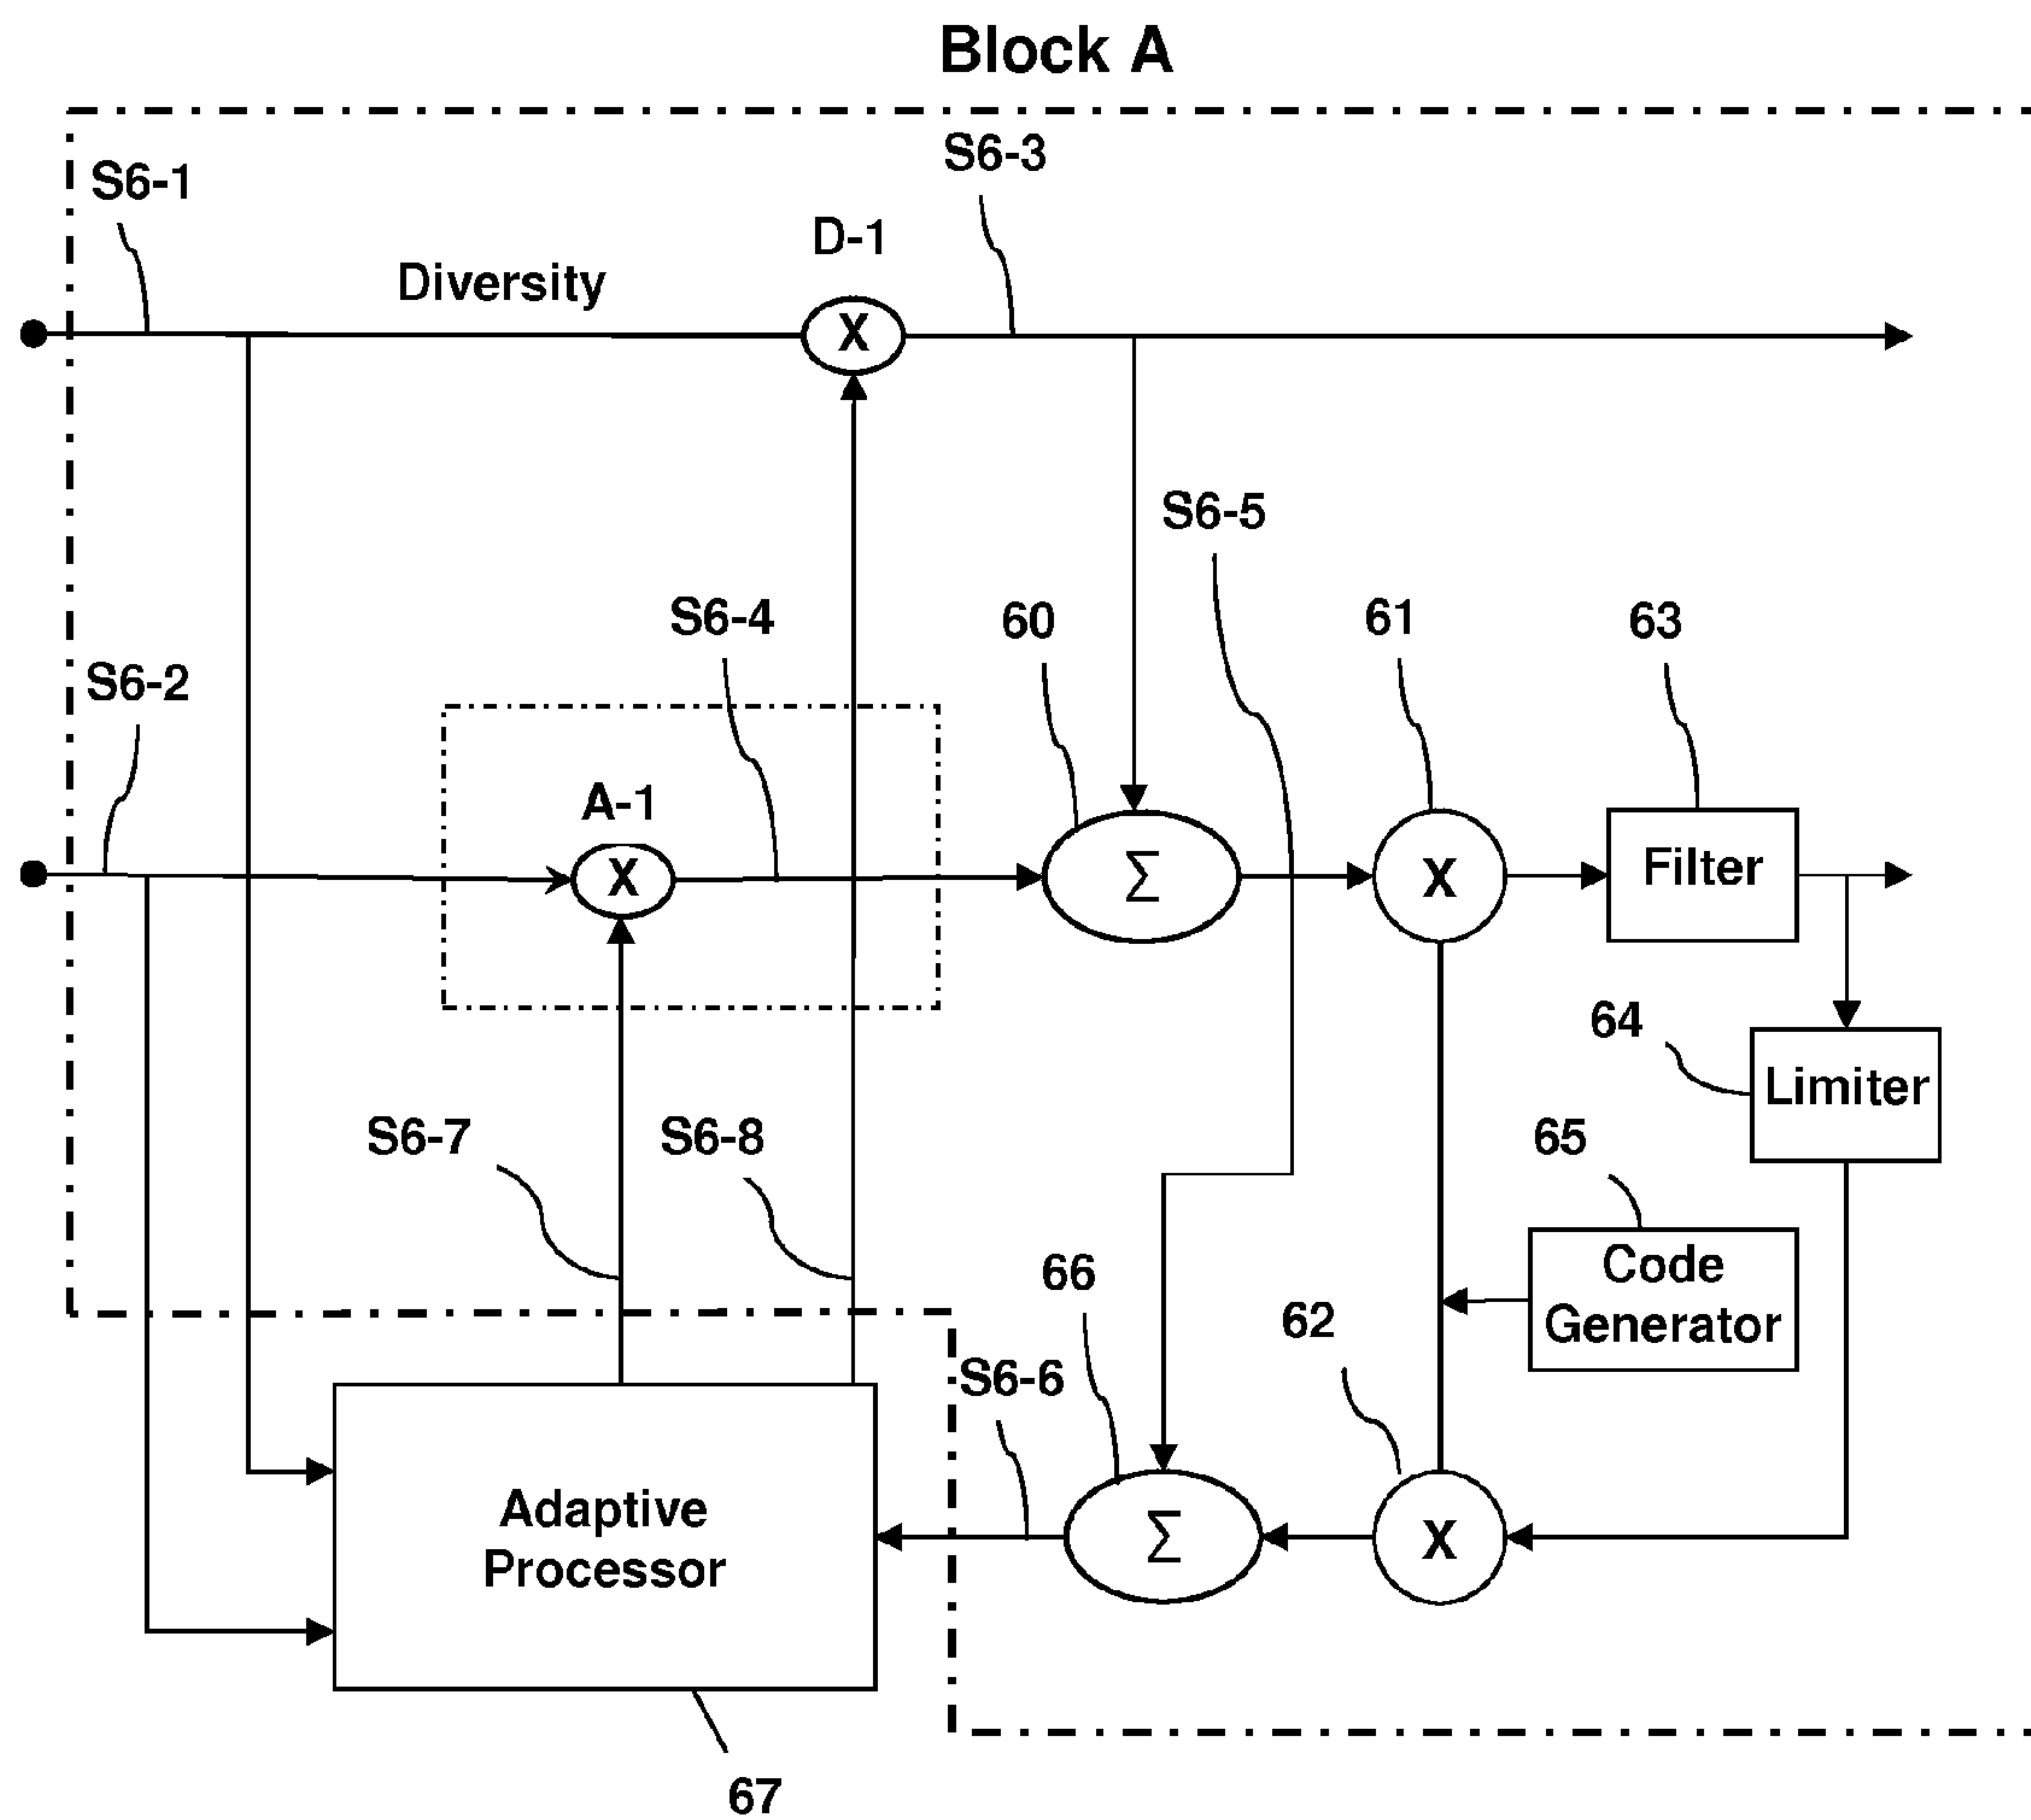 Block A
S6-1
S6-3
D-1
Diversity
X
S6-5
S6-4
60
61
63
S6-2
A-1
X
Σ
X
Filter
64
Limiter
S6-7
S6-8
65
Code
Generator
66
62
S6-6
Adaptive
Processor
Σ
X
67